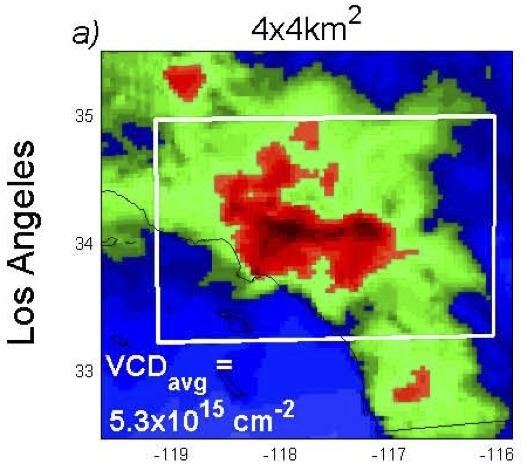 a)
4x4km²
Los Angeles
35
34
33
VCDavg =
5.3x10¹⁵ cm⁻²
-119
-118
-117
-116